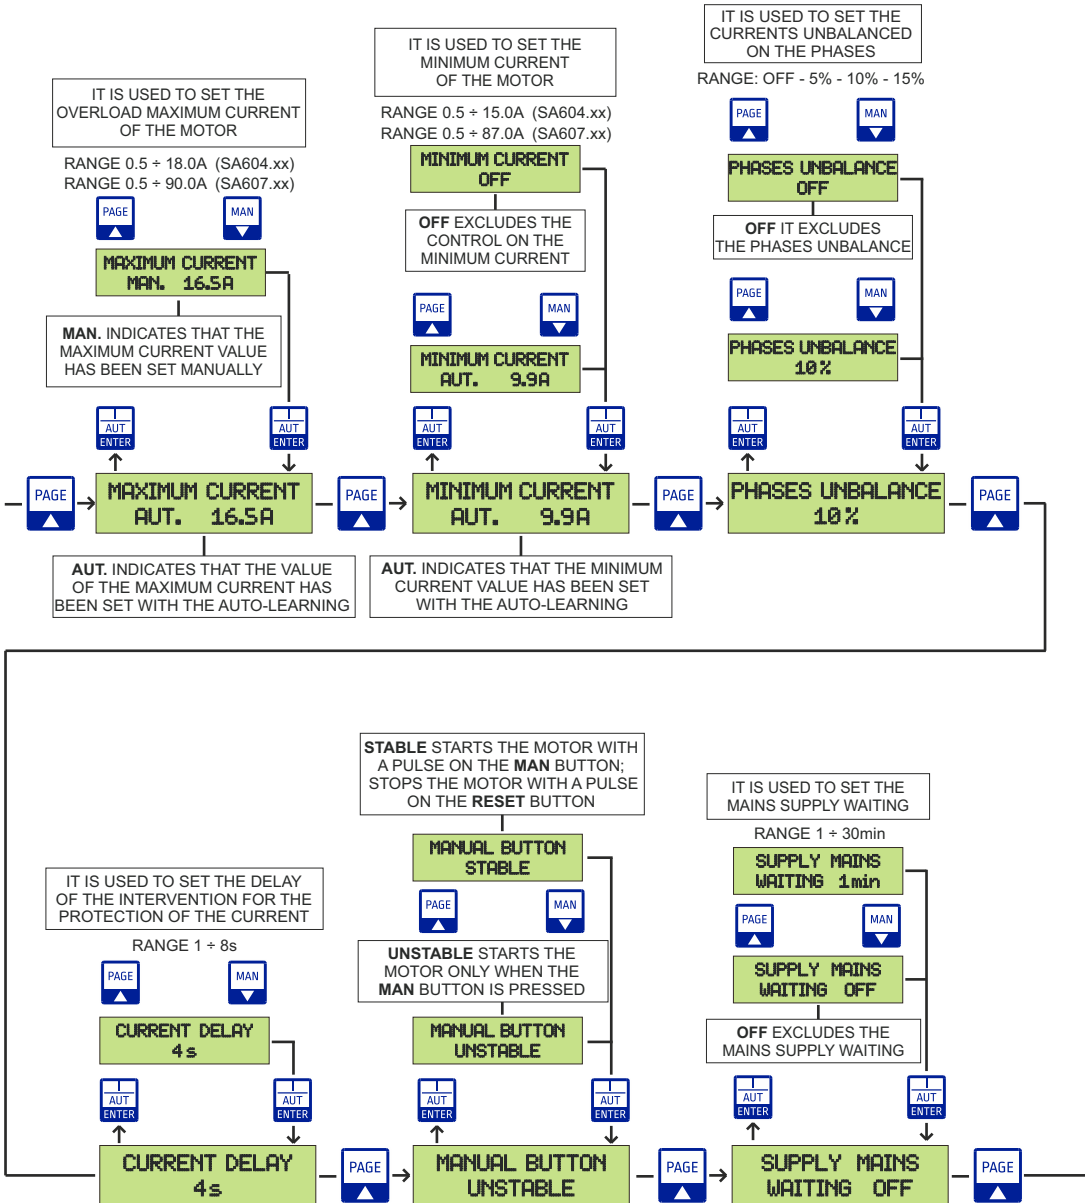 IT IS USED TO SET THE
OVERLOAD MAXIMUM CURRENT
OF THE MOTOR
RANGE 0.5 ÷ 18.0A (SA604.xx)
RANGE 0.5 ÷ 90.0A (SA607.xx)
PAGE
MAN
MAXIMUM CURRENT
MAN. 16.5A
MAN. INDICATES THAT THE
MAXIMUM CURRENT VALUE
HAS BEEN SET MANUALLY
AUT
ENTER
AUT
ENTER
PAGE
MAXIMUM CURRENT
AUT. 16.5A
AUT. INDICATES THAT THE VALUE
OF THE MAXIMUM CURRENT HAS
BEEN SET WITH THE AUTO-LEARNING
IT IS USED TO SET THE
MINIMUM CURRENT
OF THE MOTOR
RANGE 0.5 ÷ 15.0A (SA604.xx)
RANGE 0.5 ÷ 87.0A (SA607.xx)
MINIMUM CURRENT
OFF
OFF EXCLUDES THE
CONTROL ON THE
MINIMUM CURRENT
PAGE
MAN
MINIMUM CURRENT
AUT. 9.9A
AUT
ENTER
AUT
ENTER
PAGE
MINIMUM CURRENT
AUT. 9.9A
AUT. INDICATES THAT THE MINIMUM
CURRENT VALUE HAS BEEN SET
WITH THE AUTO-LEARNING
IT IS USED TO SET THE
CURRENTS UNBALANCED
ON THE PHASES
RANGE: OFF - 5% - 10% - 15%
PAGE
MAN
PHASES UNBALANCE
OFF
OFF IT EXCLUDES
THE PHASES UNBALANCE
PAGE
MAN
PHASES UNBALANCE
10%
AUT
ENTER
AUT
ENTER
PAGE
PHASES UNBALANCE
10%
PAGE
IT IS USED TO SET THE DELAY
OF THE INTERVENTION FOR THE
PROTECTION OF THE CURRENT
RANGE 1 ÷ 8s
PAGE
MAN
CURRENT DELAY
4s
AUT
ENTER
AUT
ENTER
CURRENT DELAY
4s
PAGE
STABLE STARTS THE MOTOR WITH
A PULSE ON THE MAN BUTTON;
STOPS THE MOTOR WITH A PULSE
ON THE RESET BUTTON
MANUAL BUTTON
STABLE
PAGE
MAN
UNSTABLE STARTS THE
MOTOR ONLY WHEN THE
MAN BUTTON IS PRESSED
MANUAL BUTTON
UNSTABLE
AUT
ENTER
AUT
ENTER
MANUAL BUTTON
UNSTABLE
PAGE
IT IS USED TO SET THE
MAINS SUPPLY WAITING
RANGE 1 ÷ 30min
SUPPLY MAINS
WAITING 1min
PAGE
MAN
SUPPLY MAINS
WAITING OFF
OFF EXCLUDES THE
MAINS SUPPLY WAITING
AUT
ENTER
AUT
ENTER
SUPPLY MAINS
WAITING OFF
PAGE